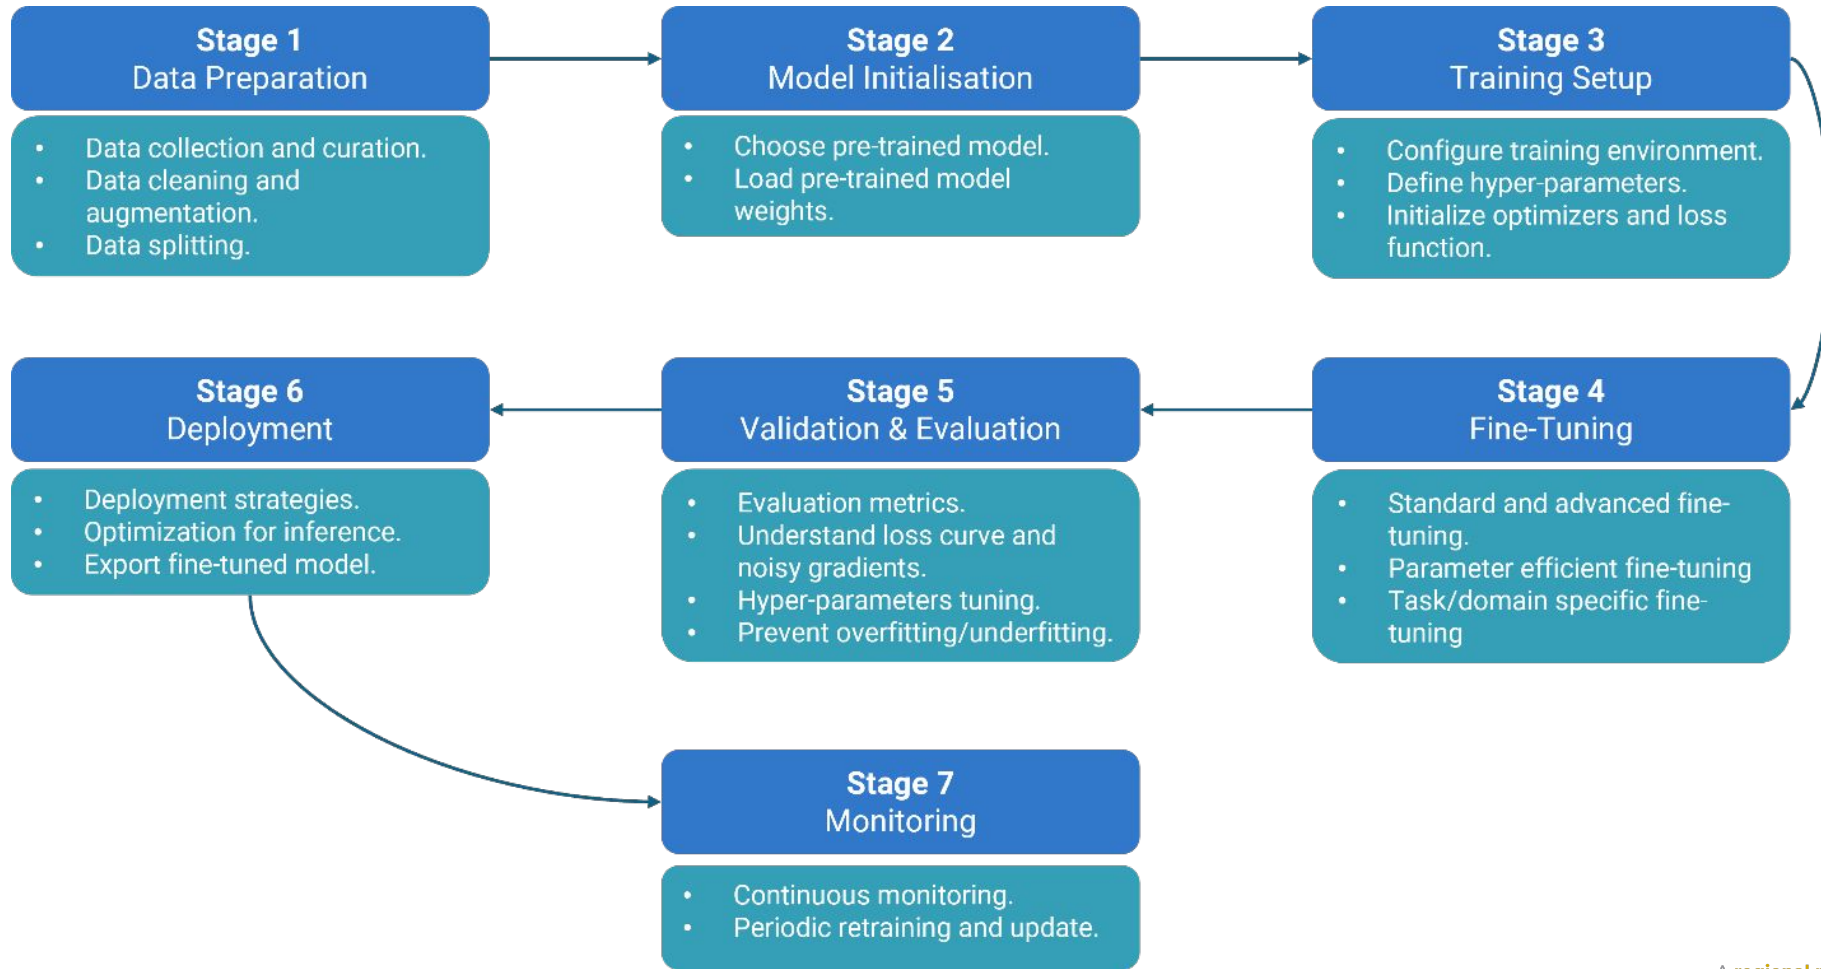 Stage 1
Data Preparation
• Data collection and curation.
• Data cleaning and
augmentation.
• Data splitting.
Stage 2
Model Initialisation
• Choose pre-trained model.
• Load pre-trained model
weights.
Stage 3
Training Setup
• Configure training environment.
• Define hyper-parameters.
• Initialize optimizers and loss
function.
Stage 4
Fine-Tuning
• Standard and advanced fine-
tuning.
• Parameter efficient fine-tuning
• Task/domain specific fine-
tuning
Stage 5
Validation & Evaluation
• Evaluation metrics.
• Understand loss curve and
noisy gradients.
• Hyper-parameters tuning.
• Prevent overfitting/underfitting.
Stage 6
Deployment
• Deployment strategies.
• Optimization for inference.
• Export fine-tuned model.
Stage 7
Monitoring
• Continuous monitoring.
• Periodic retraining and update.